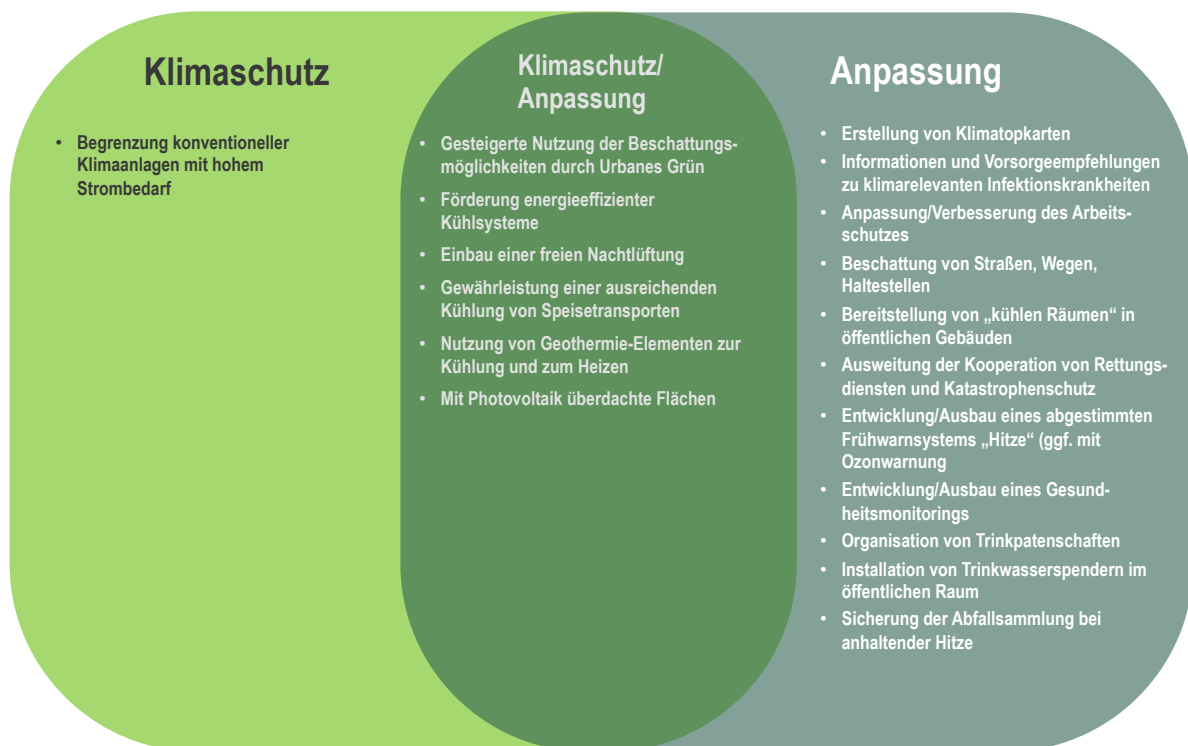 Klimaschutz
• Begrenzung konventioneller
Klimaanlagen mit hohem
Strombedarf
Klimaschutz/
Anpassung
• Gesteigerte Nutzung der Beschattungs-
möglichkeiten durch Urbanes Grün
• Förderung energieeffizienter
Kühlsysteme
• Einbau einer freien Nachtlüftung
• Gewährleistung einer ausreichenden
Kühlung von Speisetransporten
• Nutzung von Geothermie-Elementen zur
Kühlung und zum Heizen
• Mit Photovoltaik überdachte Flächen
Anpassung
• Erstellung von Klimatopkarten
• Informationen und Vorsorgeempfehlungen
zu klimarelevanten Infektionskrankheiten
• Anpassung/Verbesserung des Arbeits-
schutzes
• Beschattung von Straßen, Wegen,
Haltestellen
• Bereitstellung von „kühlen Räumen“ in
öffentlichen Gebäuden
• Ausweitung der Kooperation von Rettungs-
diensten und Katastrophenschutz
• Entwicklung/Ausbau eines abgestimmten
Frühwarnsystems „Hitze“ (ggf. mit
Ozonwarnung
• Entwicklung/Ausbau eines Gesund-
heitsmonitorings
• Organisation von Trinkpatenschaften
• Installation von Trinkwasserspendern im
öffentlichen Raum
• Sicherung der Abfallsammlung bei
anhaltender Hitze